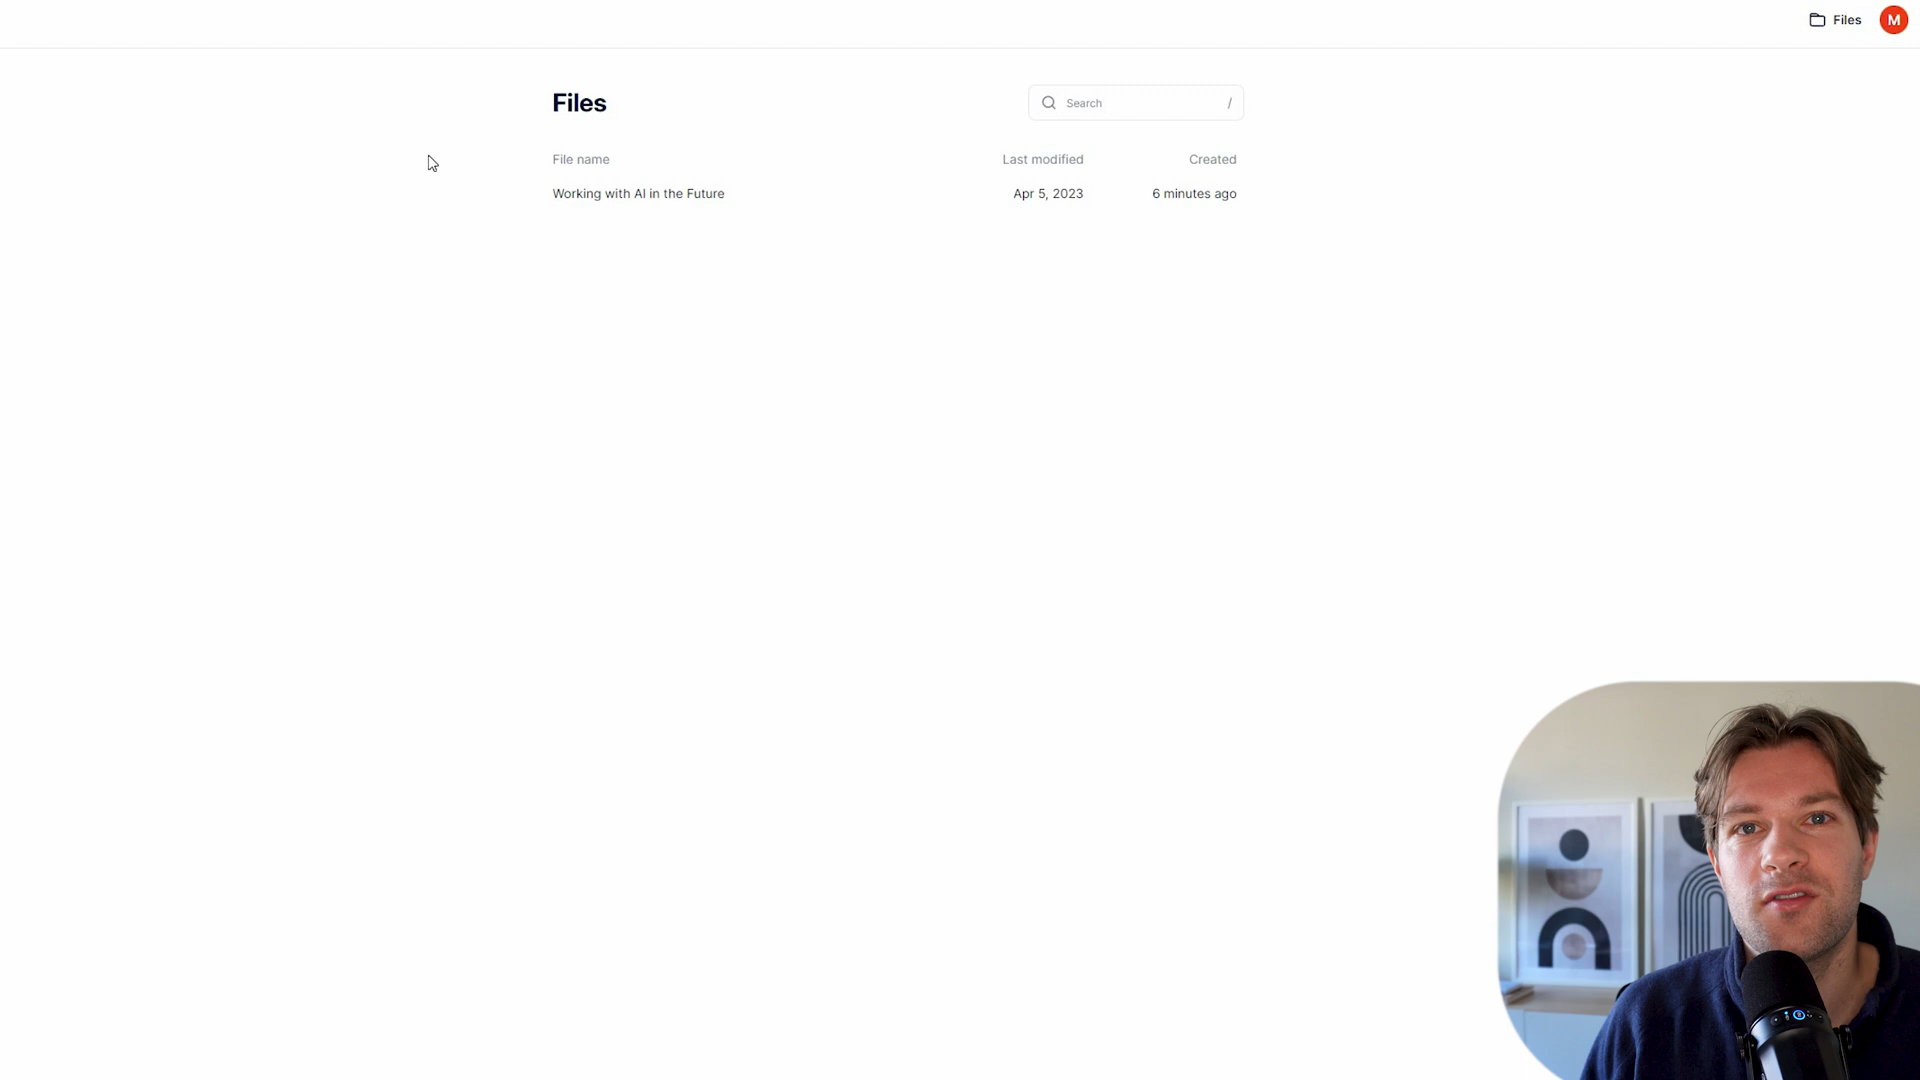 Files
M
Files
Search /
File name Last modified Created
Working with AI in the Future Apr 5, 2023 6 minutes ago